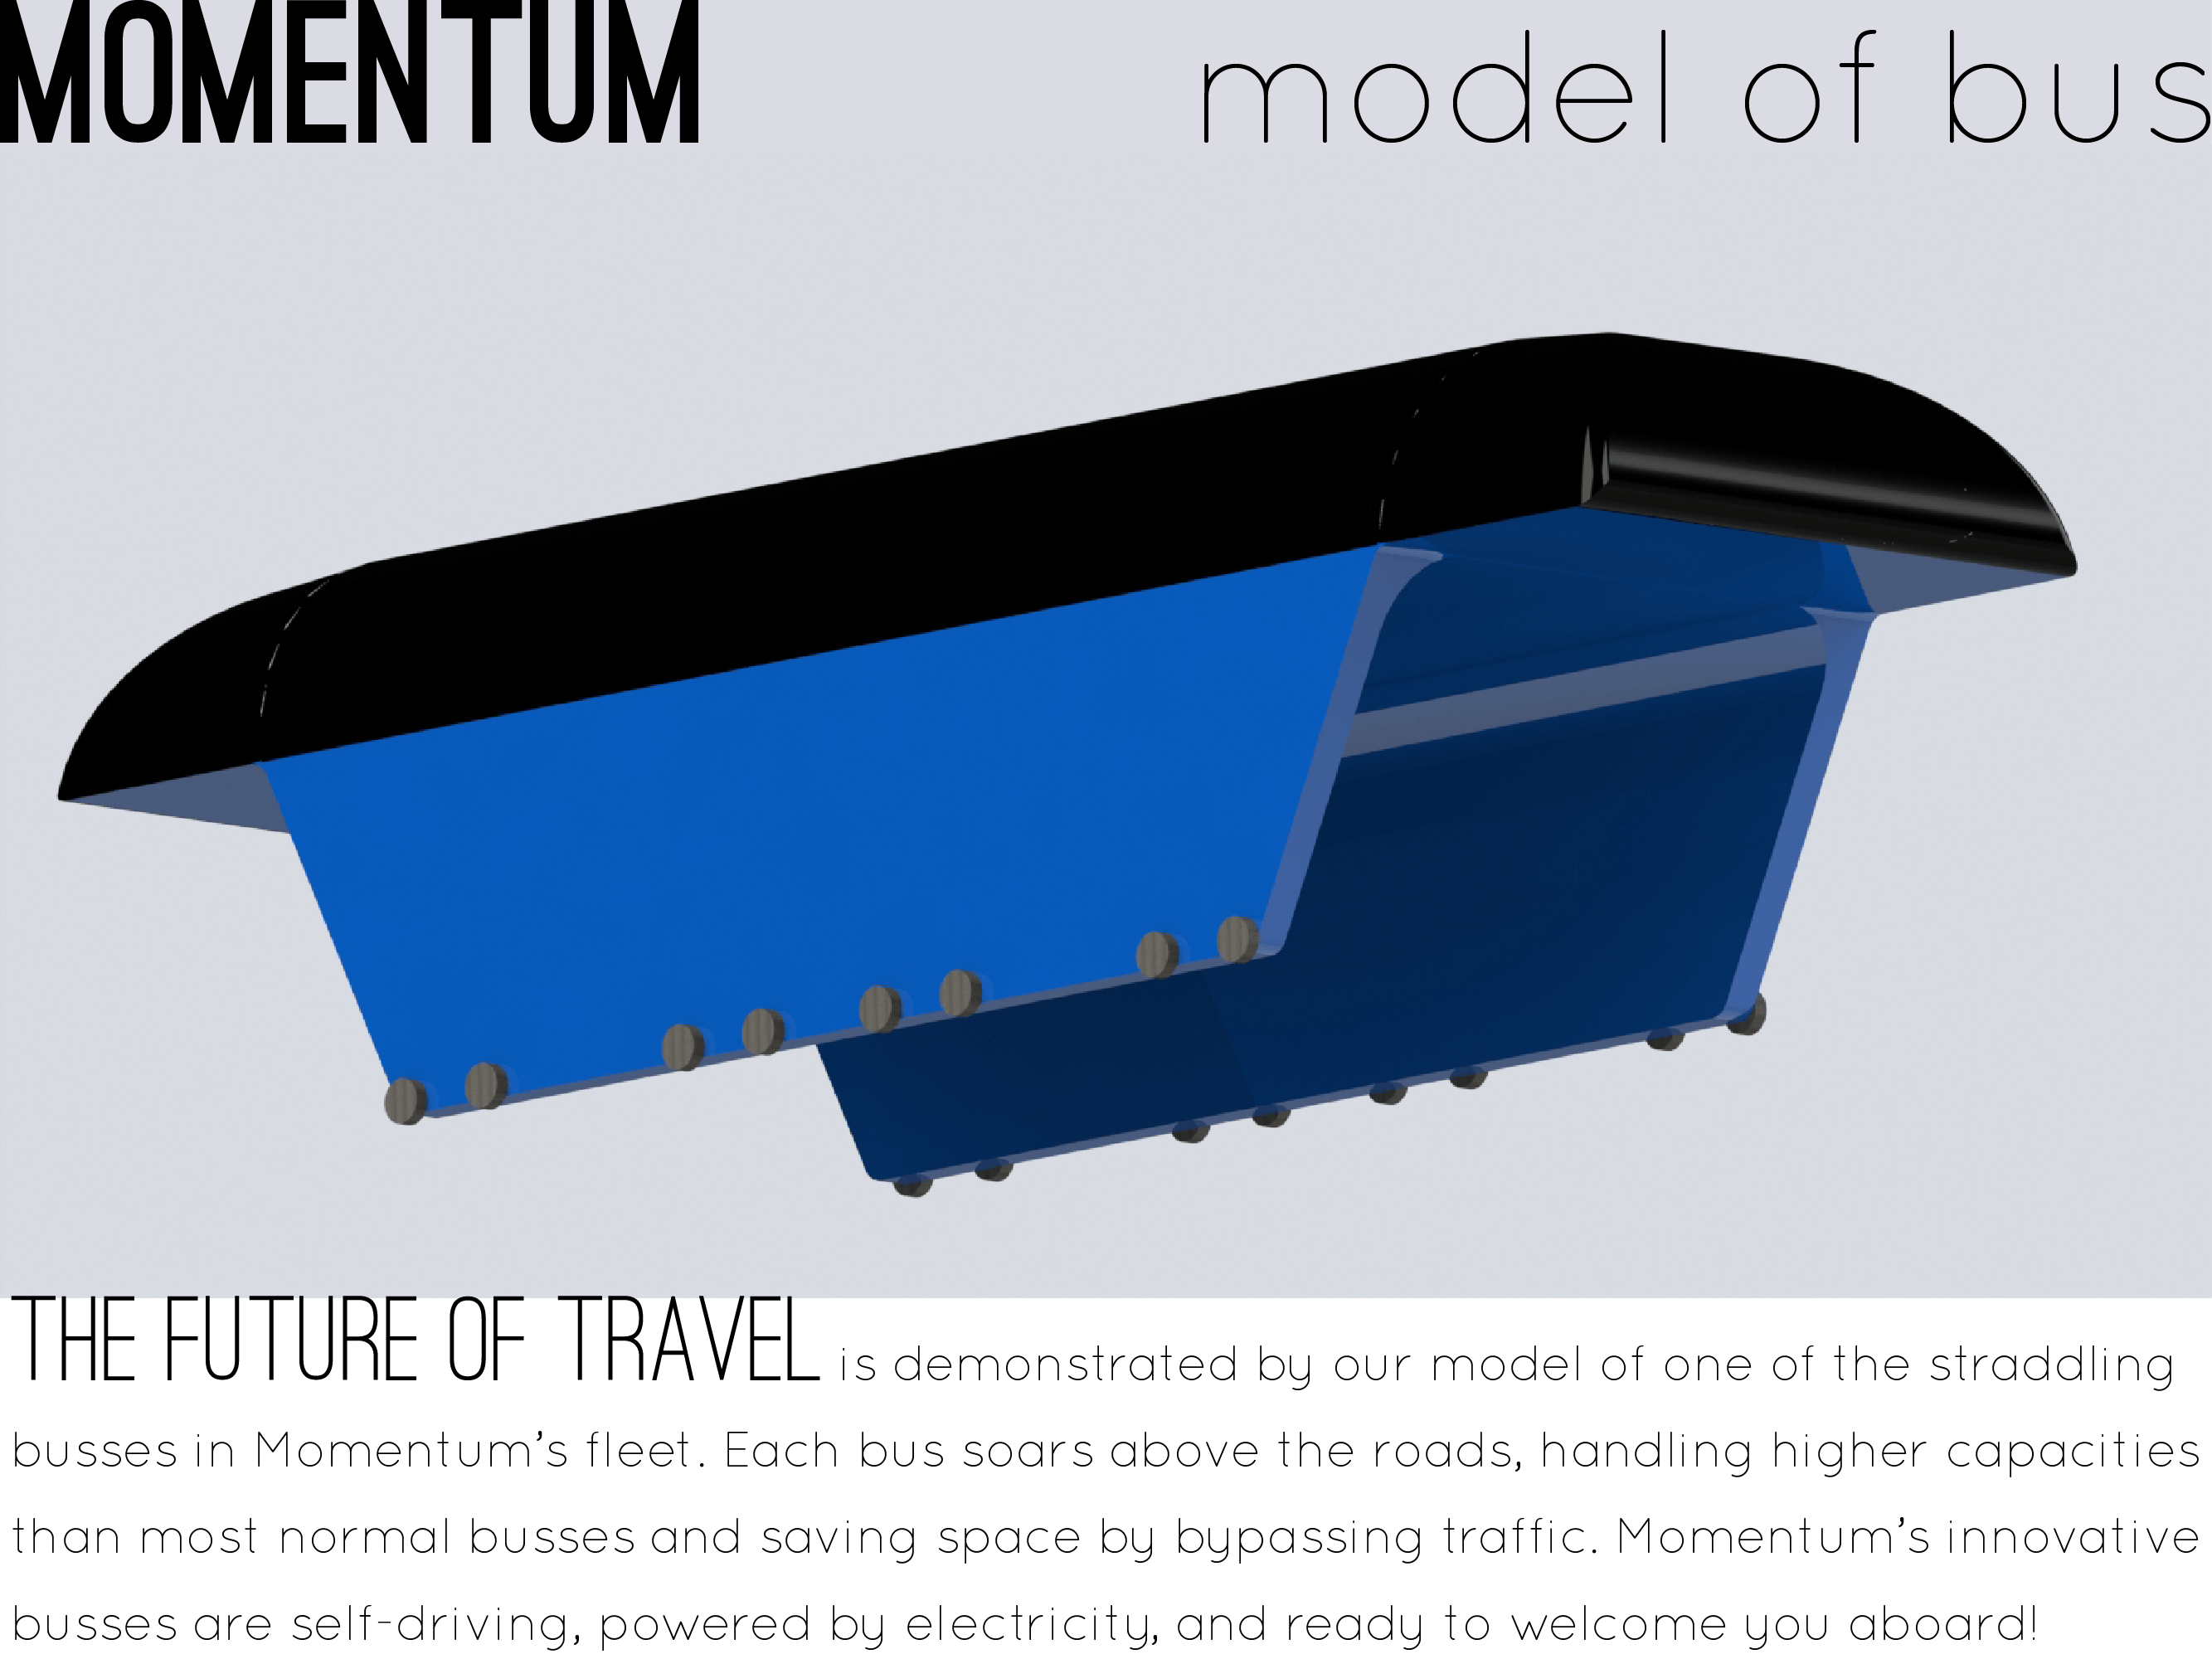 MOMENTUM
model of bus
THE FUTURE OF TRAVEL is demonstrated by our model of one of the straddling
busses in Momentum's fleet. Each bus soars above the roads, handling higher capacities
than most normal busses and saving space by bypassing traffic. Momentum's innovative
busses are self-driving, powered by electricity, and ready to welcome you aboard!